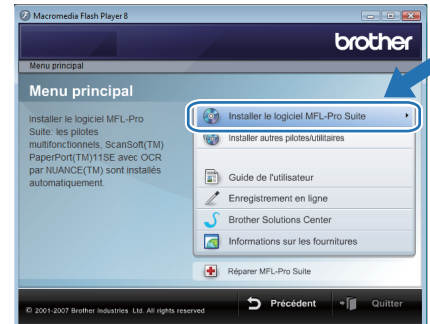 Macromedia Flash Player 8
brother
Menu principal
Menu principal
Installer le logiciel MFL-Pro
Suite: les pilotes
multifonctionnels, ScanSoft(TM)
PaperPort(TM)11SE avec OCR
par NUANCE(TM) sont installés
automatiquement.
Installer le logiciel MFL-Pro Suite
Installer autres pilotes/utilitaires
Guide de l'utilisateur
Enregistrement en ligne
Brother Solutions Center
Informations sur les fournitures
Réparer MFL-Pro Suite
© 2001-2007 Brother Industries Ltd. All rights reserved
Précédent
Quitter